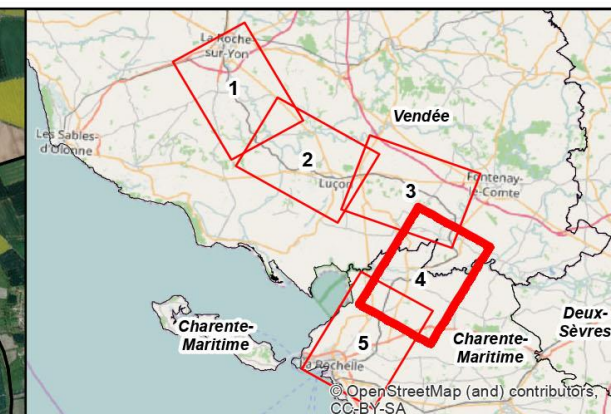 La Roche-
sur-Yon
1
Vendée
Les Sables-
d'Olonne
2
Luçon
3
Fontenay-
le-Comte
4
Deux-
Sèvres
Charente-
Maritime
5
Charente-
Maritime
La Rochelle
© OpenStreetMap (and) contributors,
CC-BY-SA